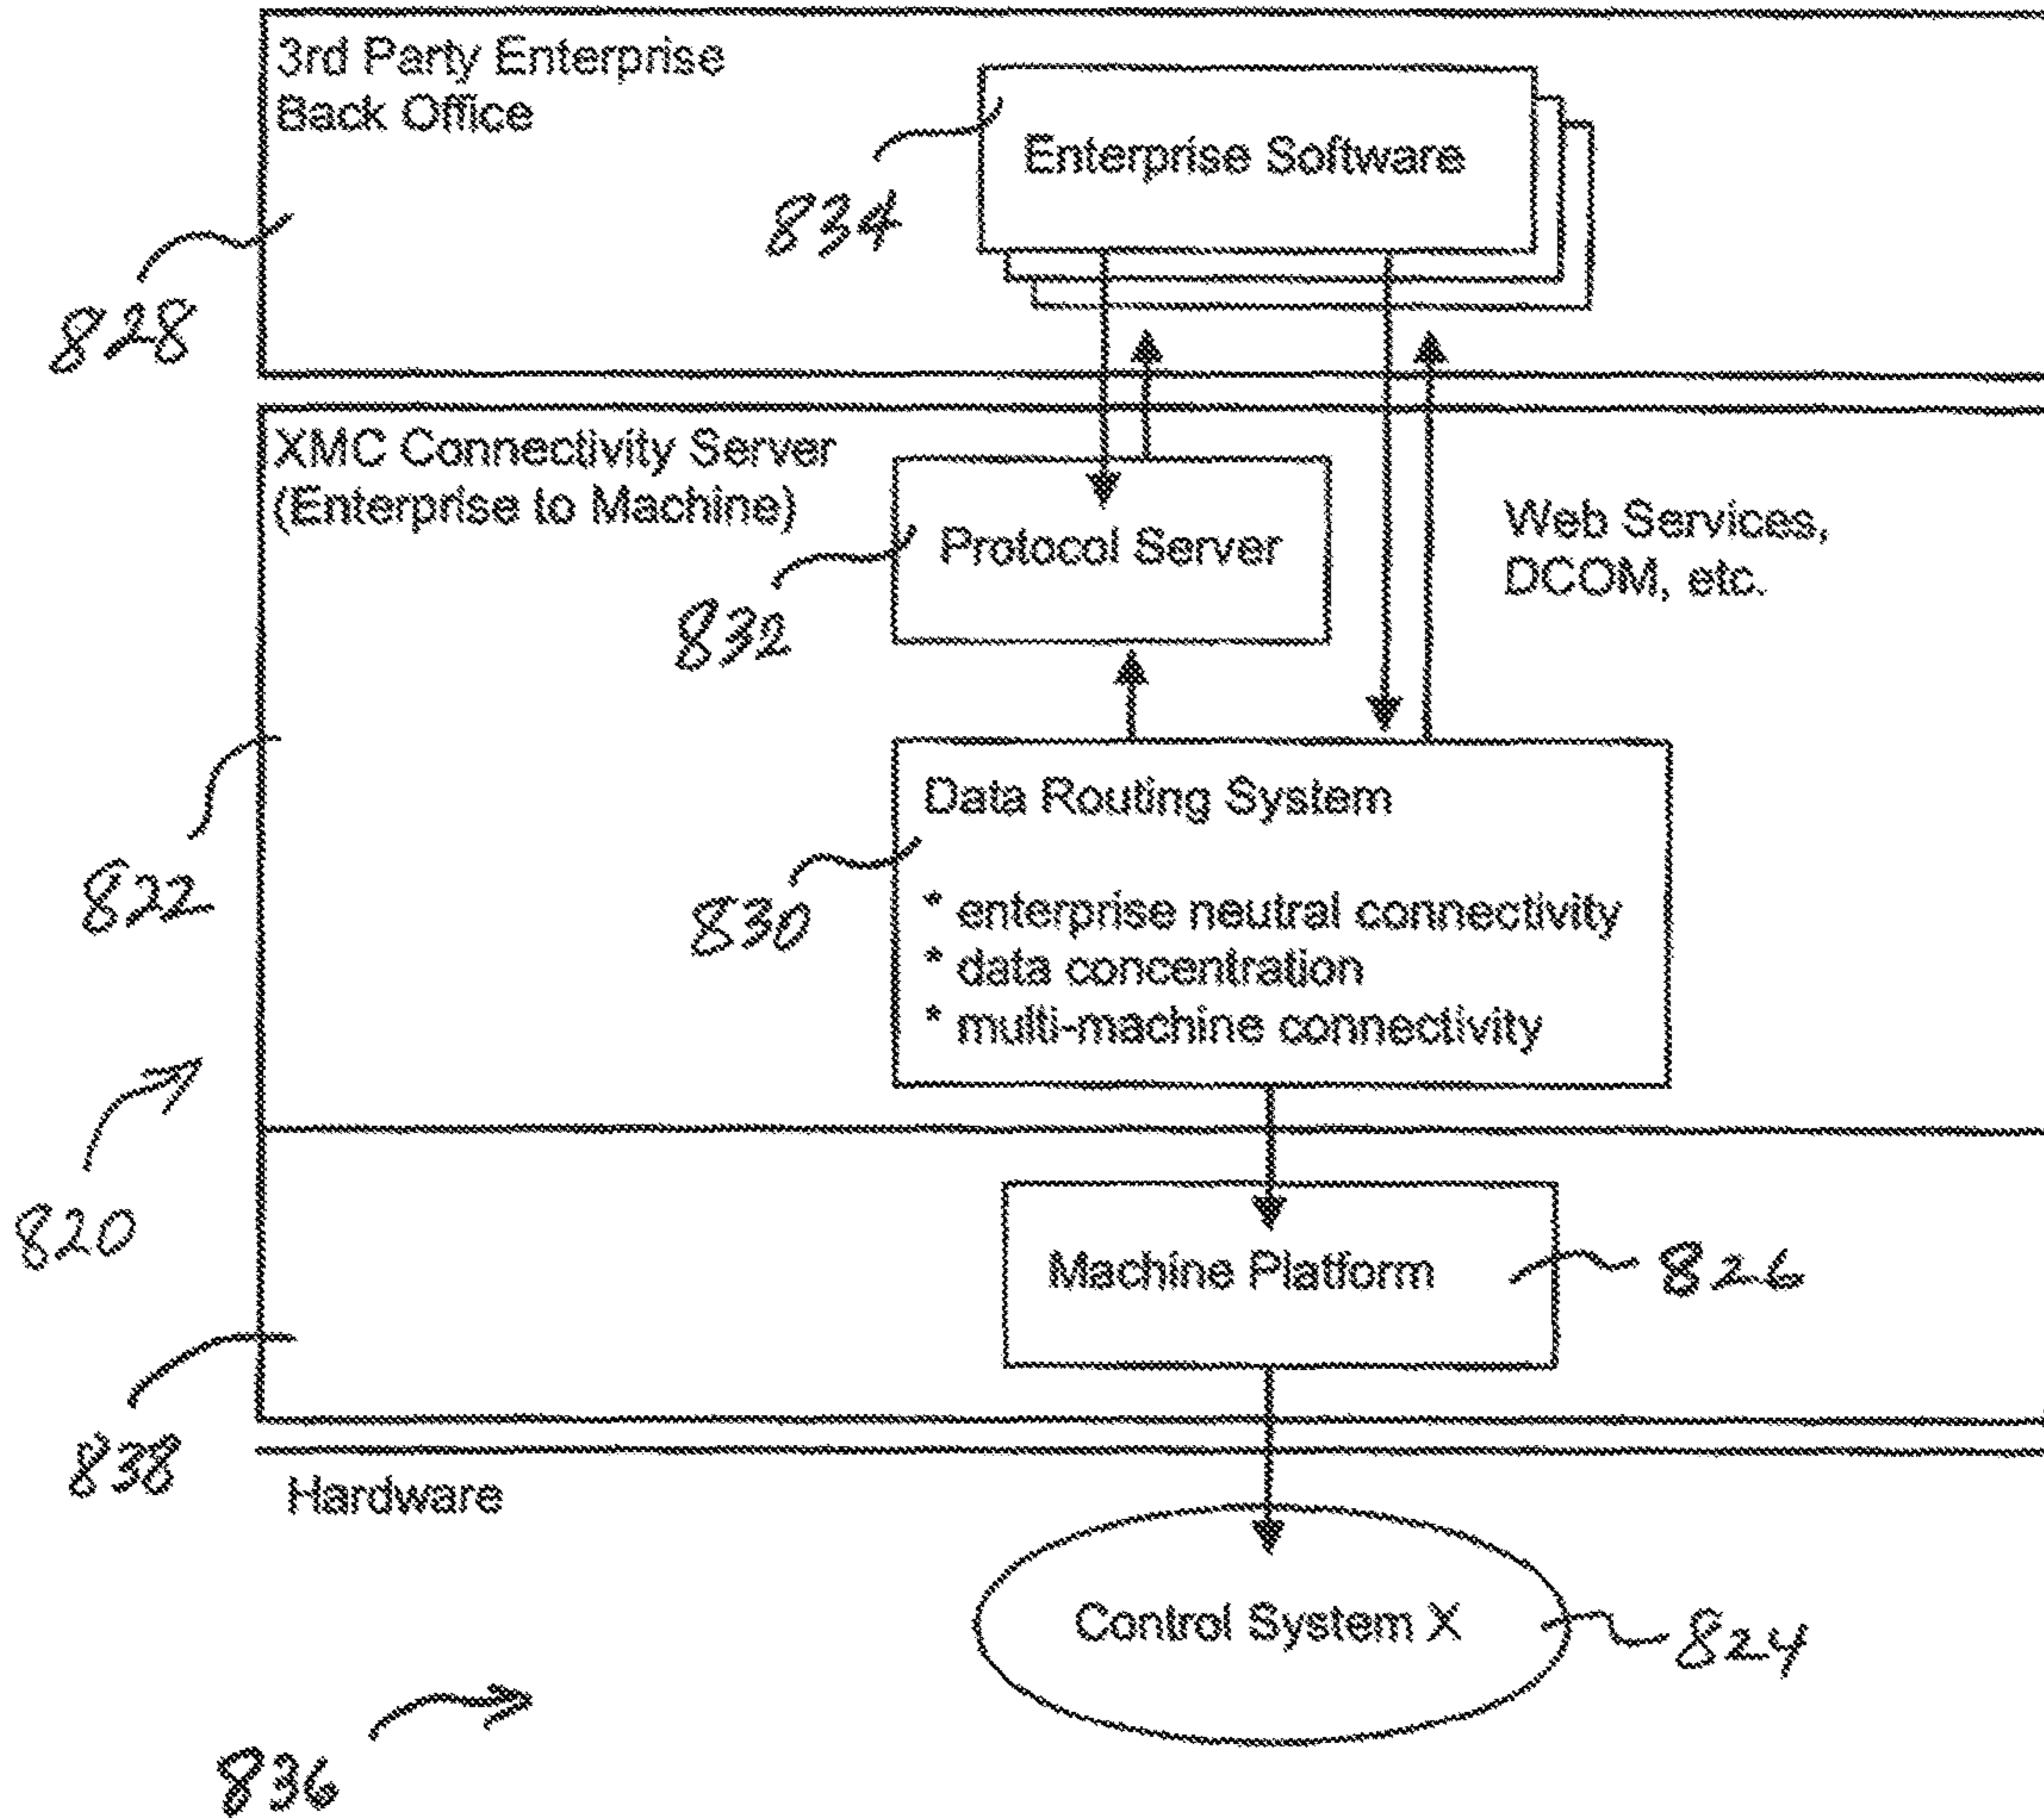 3rd Party Enterprise
Back Office
Enterprise Software
834
828
XMC Connectivity Server
(Enterprise to Machine)
Protocol Server
Web Services,
DCOM, etc.
832
Data Routing System
822
830
* enterprise neutral connectivity
* data concentration
* multi-machine connectivity
820
Machine Platform
826
838
Hardware
Control System X
824
836